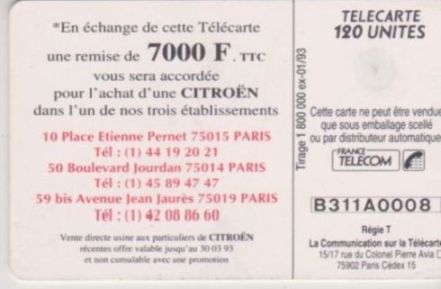 *En échange de cette Télécarte
une remise de 7000 F. TTC
vous sera accordée
pour l'achat d'une CITROËN
dans l'un de nos trois établissements
10 Place Etienne Pernet 75015 PARIS
Tél : (1) 44 19 20 21
50 Boulevard Jourdan 75014 PARIS
Tél : (1) 45 89 47 47
59 bis Avenue Jean Jaurès 75019 PARIS
Tél : (1) 42 08 86 60
Vente directe usine aux particuliers de CITROËN
récentes offre valable jusqu'au 30 03 93
et non cumulable avec une promotion
Tirage 1 800 000 ex-01/93
TELECARTE
120 UNITES
Cette carte ne peut être vendue
que sous emballage scellé
ou par distributeur automatique
FRANCE
TELECOM
B311A0008
Régie T
La Communication sur la Télécarte
15/17 rue du Colonel Pierre Avia
75902 Paris Cédex 15